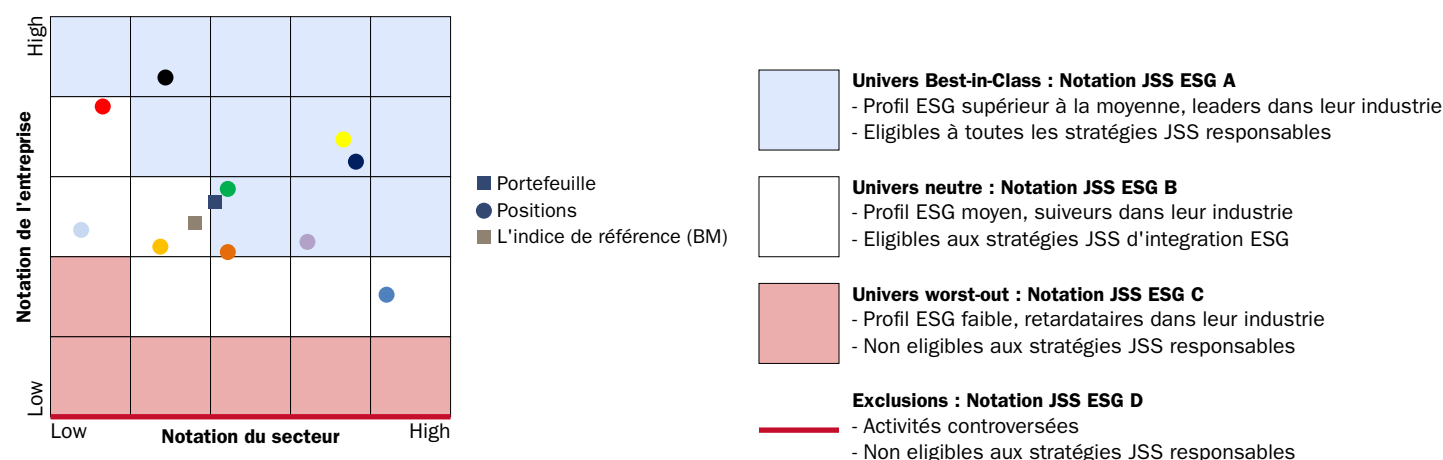 High
Notation de l'entreprise
Low
Low
Notation du secteur
High
Portefeuille
Positions
L'indice de référence (BM)
Univers Best-in-Class : Notation JSS ESG A
- Profil ESG supérieur à la moyenne, leaders dans leur industrie
- Eligibles à toutes les stratégies JSS responsables
Univers neutre : Notation JSS ESG B
- Profil ESG moyen, suiveurs dans leur industrie
- Eligibles aux stratégies JSS d'integration ESG
Univers worst-out : Notation JSS ESG C
- Profil ESG faible, retardataires dans leur industrie
- Non eligibles aux stratégies JSS responsables
Exclusions : Notation JSS ESG D
- Activités controversées
- Non eligibles aux stratégies JSS responsables